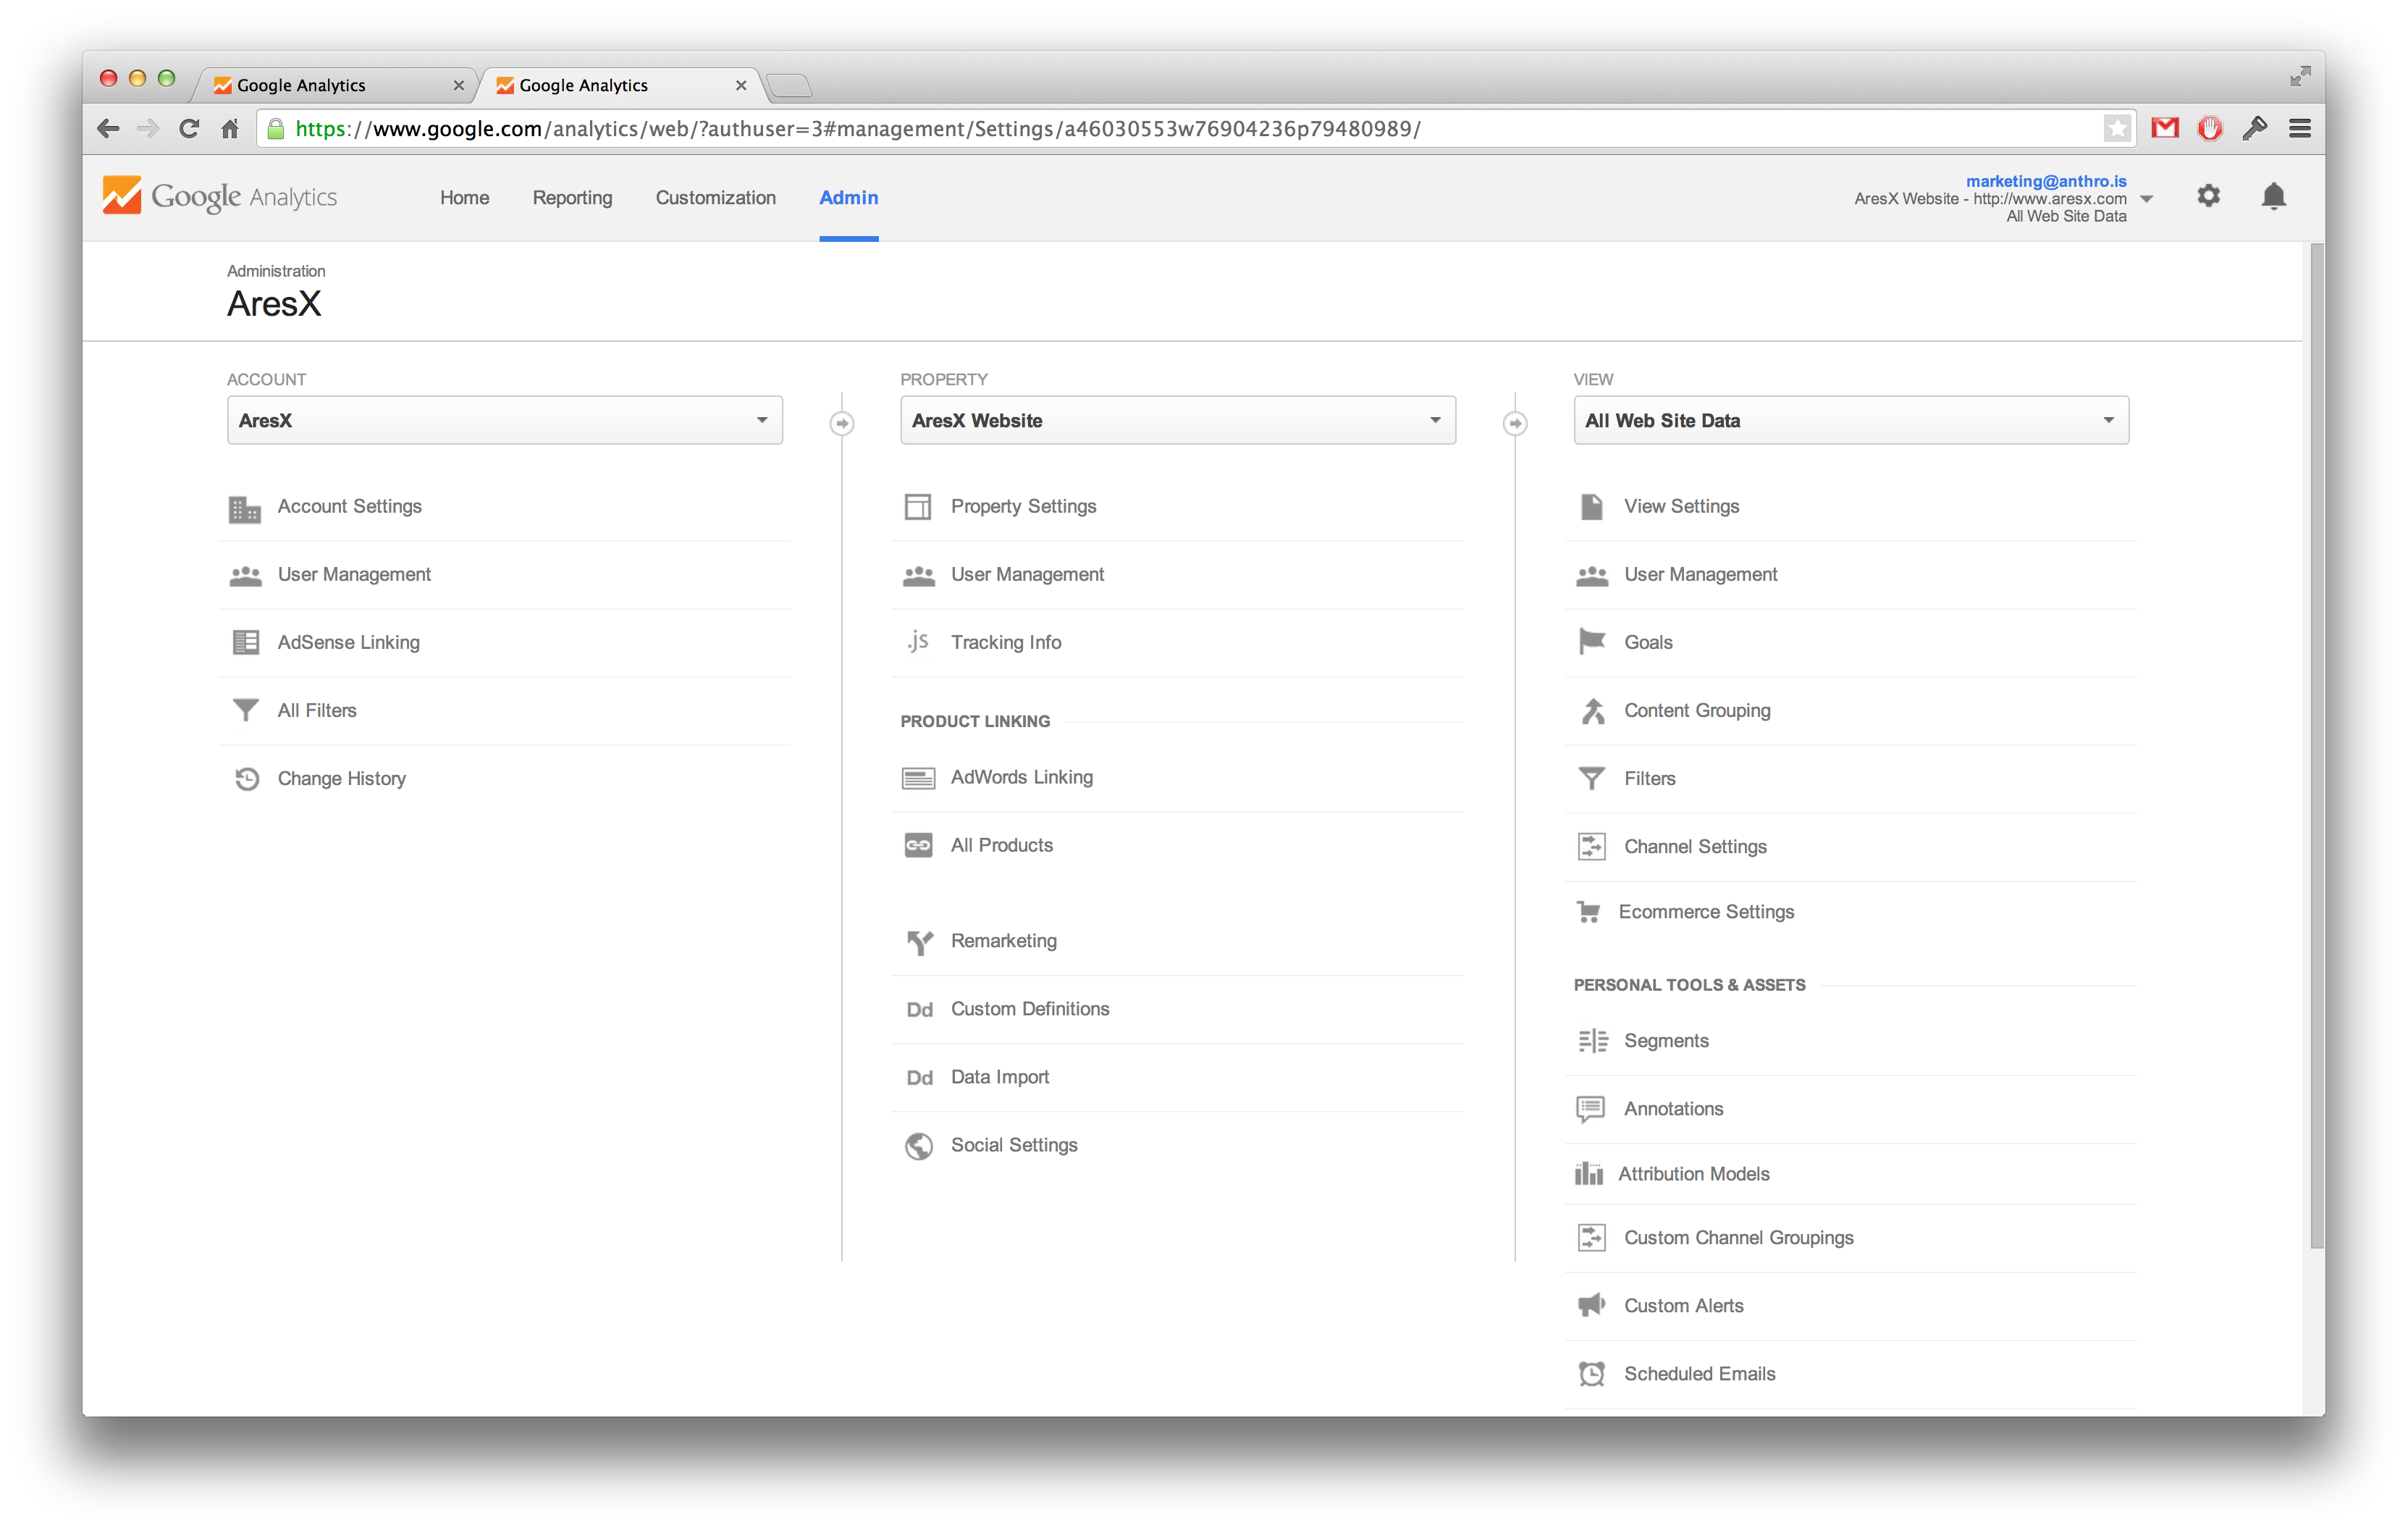 Google Analytics
Google Analytics
https://www.google.com/analytics/web/?authuser=3#management/Settings/a46030553w76904236p79480989/
Google Analytics
Home
Reporting
Customization
Admin
marketing@anthro.is
AresX Website - http://www.aresx.com
All Web Site Data
Administration
AresX
ACCOUNT
AresX
Account Settings
User Management
AdSense Linking
All Filters
Change History
PROPERTY
AresX Website
Property Settings
User Management
.js
Tracking Info
PRODUCT LINKING
AdWords Linking
All Products
Remarketing
Dd
Custom Definitions
Dd
Data Import
Social Settings
VIEW
All Web Site Data
View Settings
User Management
Goals
Content Grouping
Filters
Channel Settings
Ecommerce Settings
PERSONAL TOOLS & ASSETS
Segments
Annotations
Attribution Models
Custom Channel Groupings
Custom Alerts
Scheduled Emails